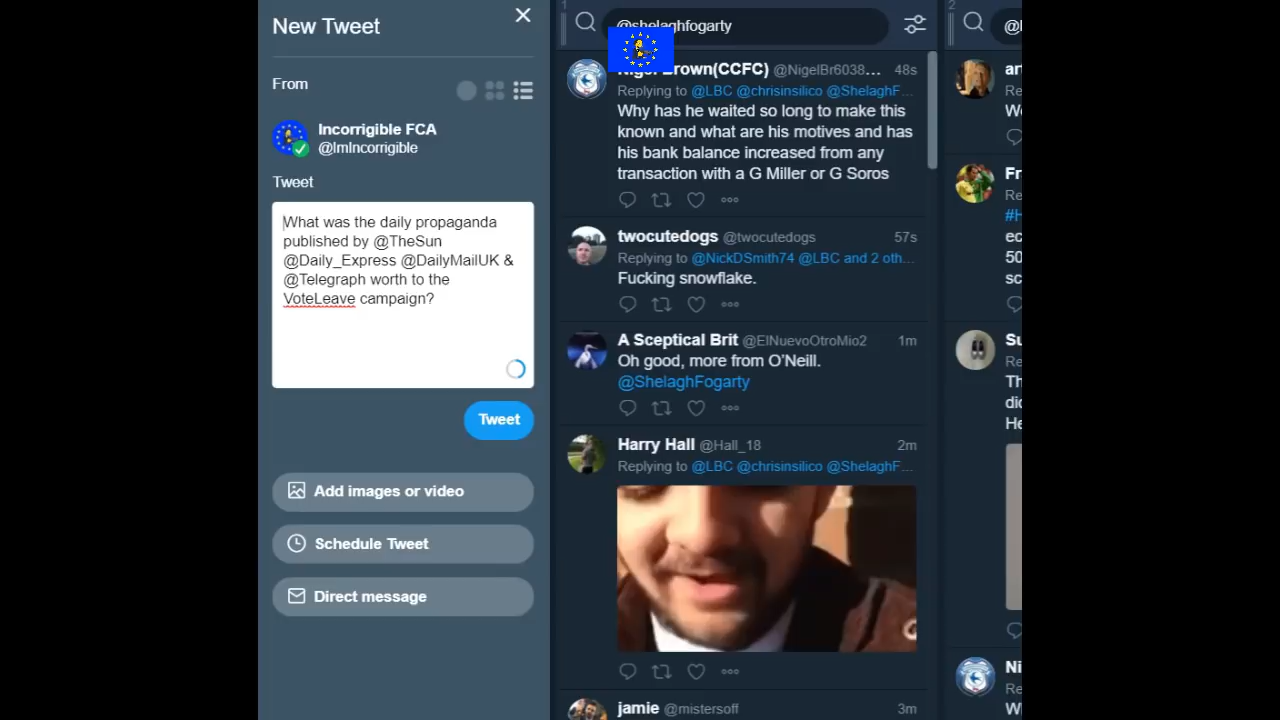 New Tweet
From
Incorrigible FCA
@ImIncorrigible
Tweet
What was the daily propaganda
published by @TheSun
@Daily_Express @DailyMailUK &
@Telegraph worth to the
VoteLeave campaign?
Tweet
Add images or video
Schedule Tweet
Direct message
1
@shelaghfogarty
Nigel Brown(CCFC) @NigelBr6038... 48s
Replying to @LBC @chrisinsilico @ShelaghF...
Why has he waited so long to make this
known and what are his motives and has
his bank balance increased from any
transaction with a G Miller or G Soros
twocutedogs @twocutedogs 57s
Replying to @NickDSmith74 @LBC and 2 oth...
Fucking snowflake.
A Sceptical Brit @ElNuevoOtroMio2 1m
Oh good, more from O'Neill.
@ShelaghFogarty
Harry Hall @Hall_18 2m
Replying to @LBC @chrisinsilico @ShelaghF...
jamie @mistersoff 3m
2